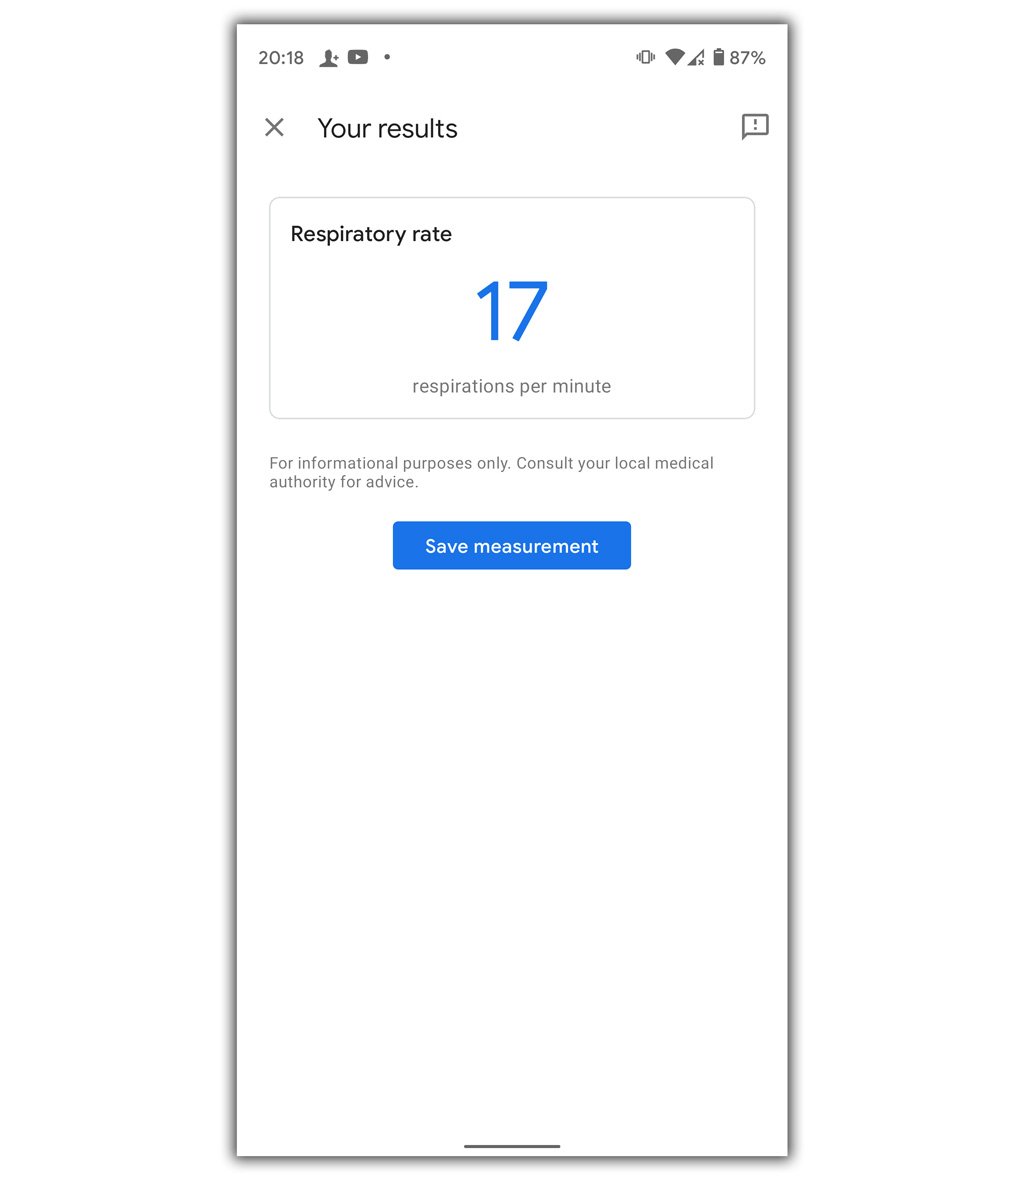 20:18 87%
Your results
Respiratory rate
17
respirations per minute
For informational purposes only. Consult your local medical
authority for advice.
Save measurement